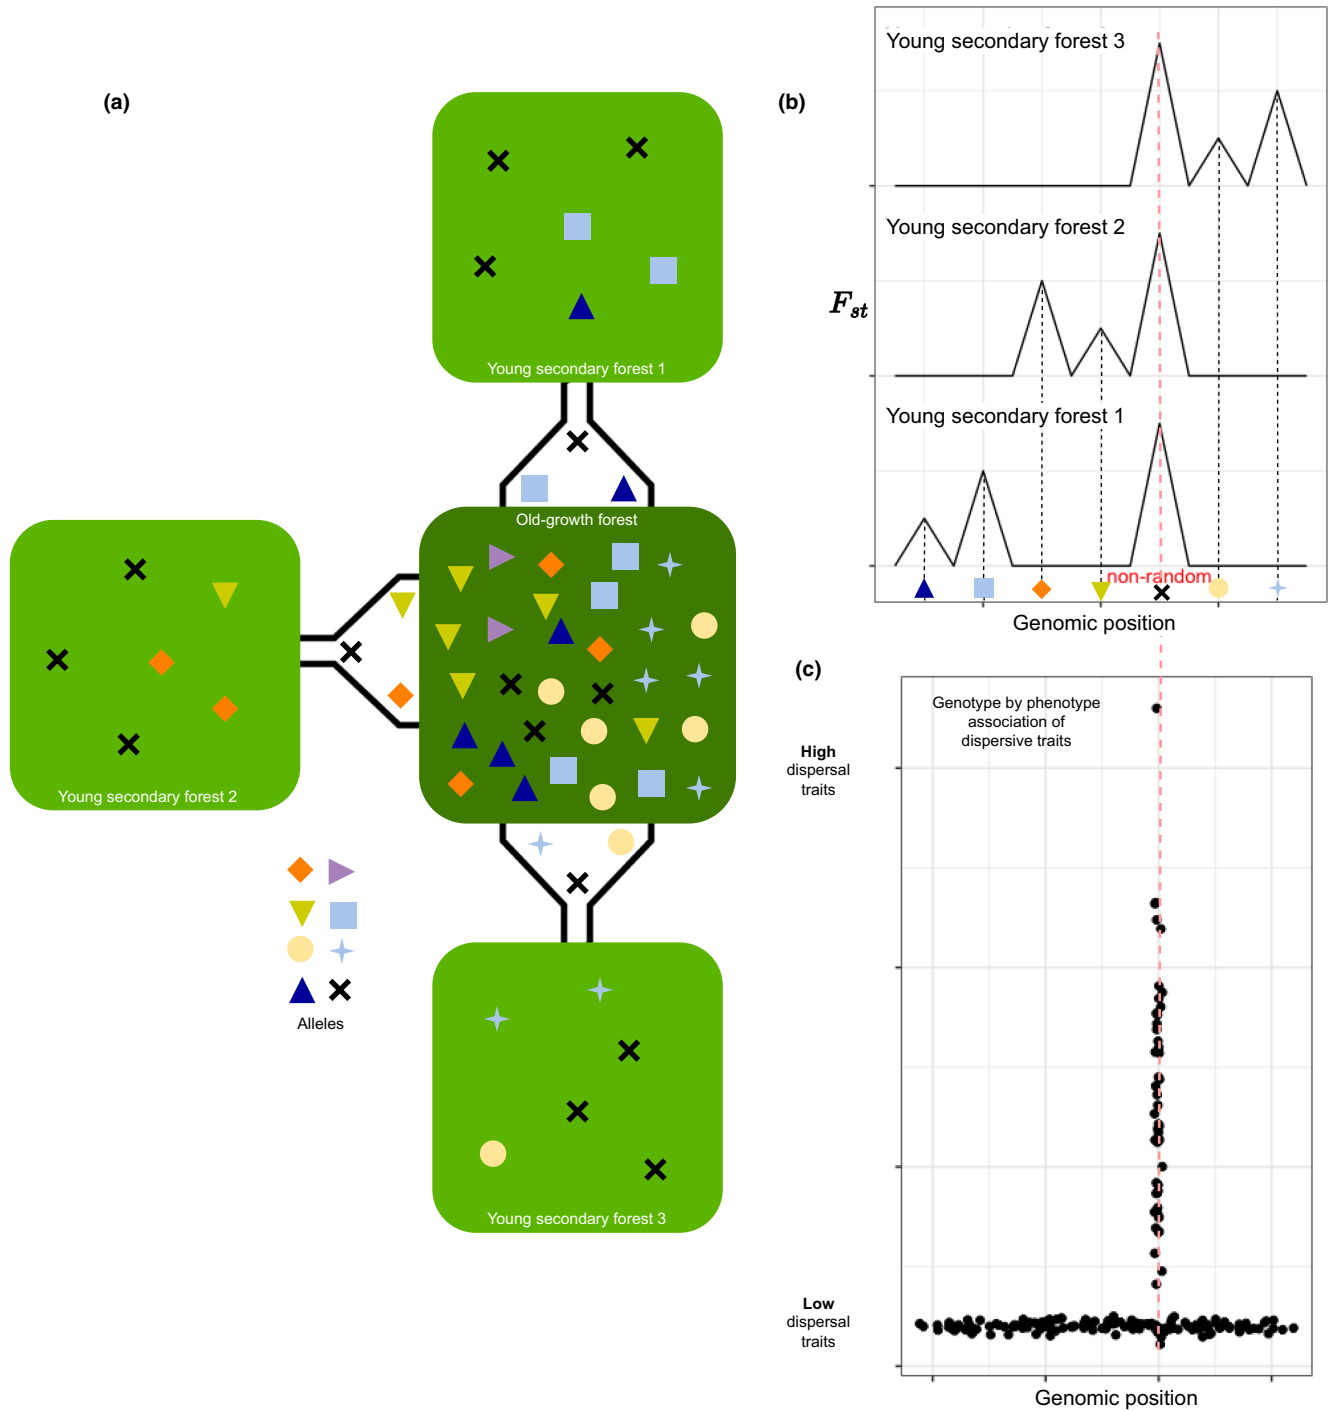 (a)
Young secondary forest 1
Old-growth forest
Young secondary forest 2
Alleles
Young secondary forest 3
(b)
Young secondary forest 3
Young secondary forest 2
Fst
Young secondary forest 1
non-random
Genomic position
(c)
Genotype by phenotype
association of
dispersive traits
High
dispersal
traits
Low
dispersal
traits
Genomic position